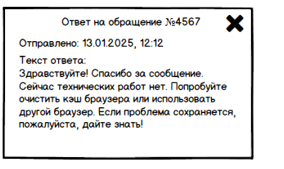 Ответ на обращение №4567
Отправлено: 13.01.2025, 12:12
Текст ответа:
Здравствуйте! Спасибо за сообщение.
Сейчас технических работ нет. Попробуйте
очистить кэш браузера или использовать
другой браузер. Если проблема сохраняется,
пожалуйста, дайте знать!